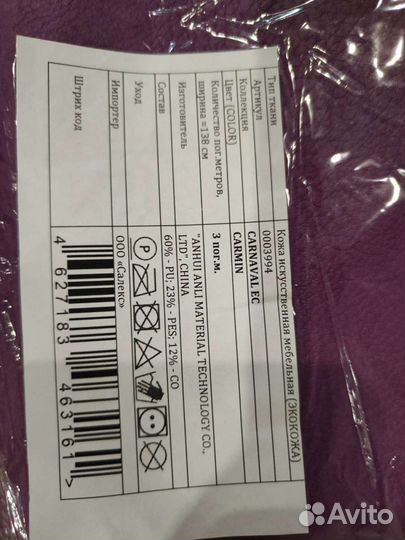 Тип ткани Кожа искусственная мебельная (ЭКОКОЖА)
Артикул 0003994
Коллекция CARNAVAL EC
Цвет (COLOR) CARMIN
Количество пог.метров,
ширина =138 см 3 пог.м.
Изготовитель "ANHUI ANLI MATERIAL TECHNOLOGY CO.,
LTD", CHINA
Состав 60% - PU; 23% - PES; 12% - CO
Уход P
Импортер ООО «Салекс»
Штрих код 4 627183 463161 >
Avito